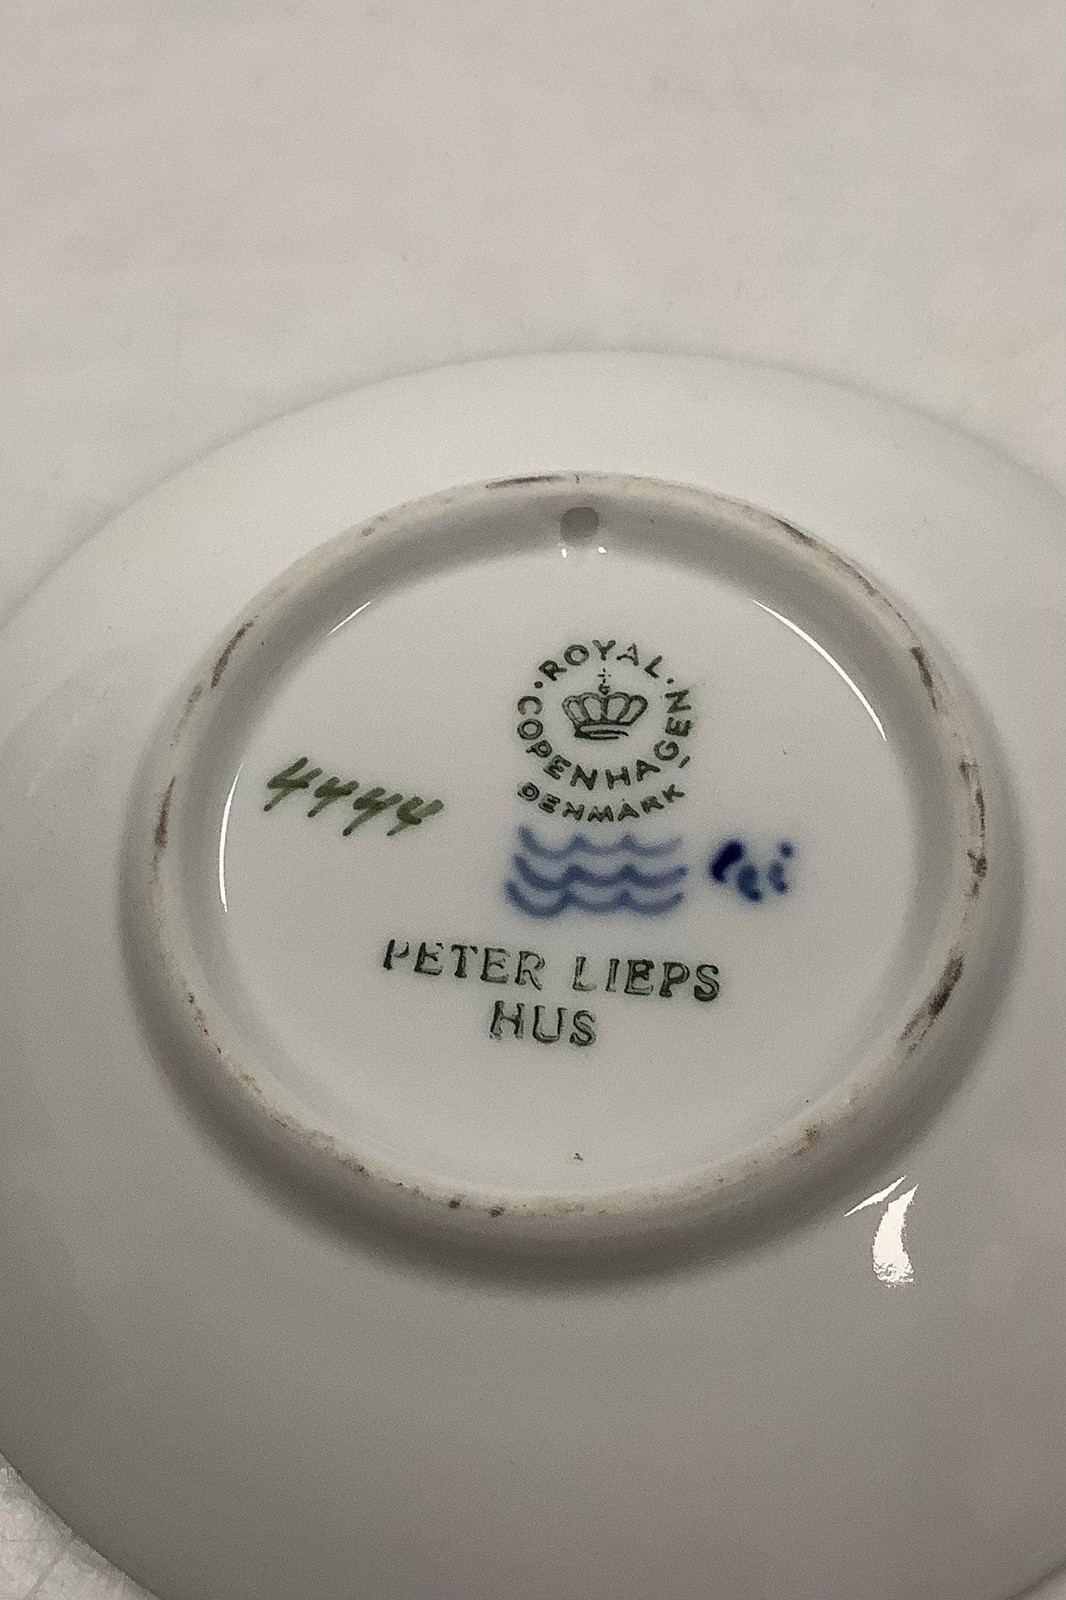 ROYAL
COPENHAGEN
DENMARK
4444
PETER LIEPS
HUS